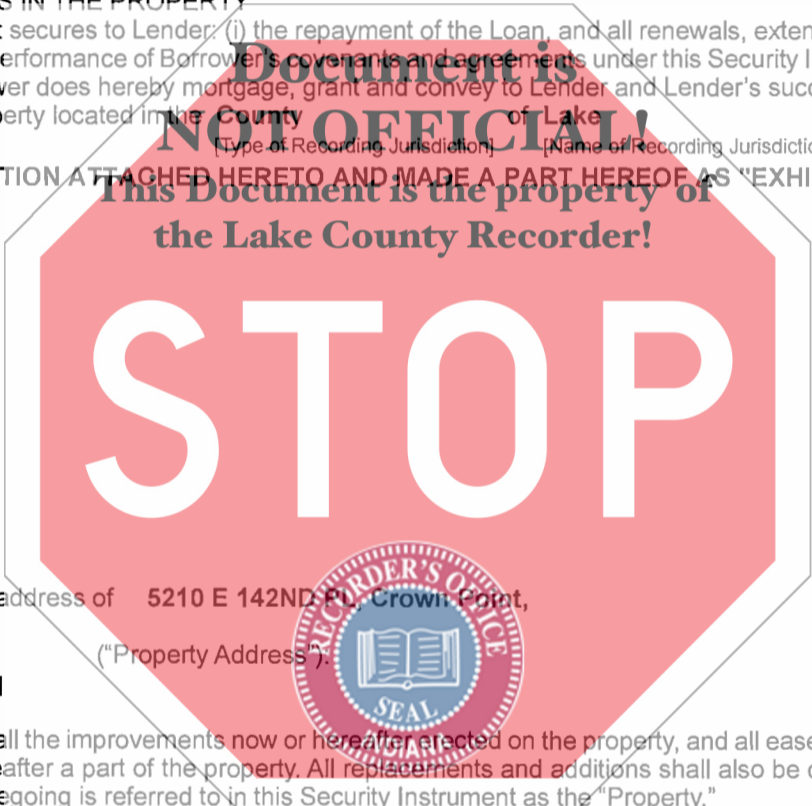 S IN THE PROPERTY
secures to Lender: (i) the repayment of the Loan, and all renewals, exten
Document is
erformance of Borrower's covenants and agreements under this Security I
er does hereby mortgage, grant and convey to Lender and Lender's succ
erty located in the County of Lake
NOT OFFICIAL!
[Type of Recording Jurisdiction] [Name of Recording Jurisdictio
TION ATTACHED HERETO AND MADE A PART HEREOF AS "EXHI
This Document is the property of
the Lake County Recorder!
STOP
RECORDER'S OFFICE
address of 5210 E 142ND PL, Crown Point,
("Property Address").
SEAL
INDIANA
all the improvements now or hereafter erected on the property, and all ease
eafter a part of the property. All replacements and additions shall also be c
egoing is referred to in this Security Instrument as the "Property."